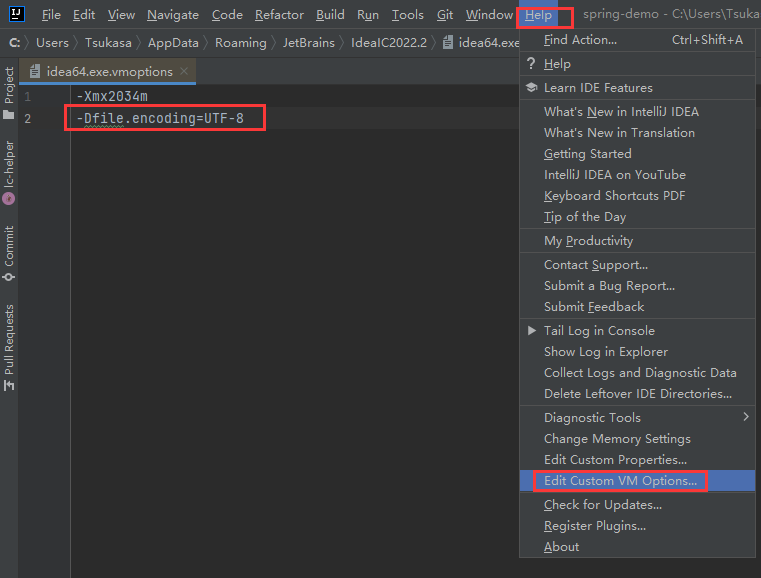 IJ File Edit View Navigate Code Refactor Build Run Tools Git Window Help spring-demo - C:\Users\Tsuka
C: Users Tsukasa AppData Roaming JetBrains IdeaIC2022.2 idea64.exe
idea64.exe.vmoptions
1 -Xmx2034m
2 -Dfile.encoding=UTF-8
Project
lc-helper
Commit
Pull Requests
Find Action... Ctrl+Shift+A
? Help
Learn IDE Features
What's New in IntelliJ IDEA
What's New in Translation
Getting Started
IntelliJ IDEA on YouTube
Keyboard Shortcuts PDF
Tip of the Day
My Productivity
Contact Support...
Submit a Bug Report...
Submit Feedback
Tail Log in Console
Show Log in Explorer
Collect Logs and Diagnostic Data
Delete Leftover IDE Directories...
Diagnostic Tools
Change Memory Settings
Edit Custom Properties...
Edit Custom VM Options...
Check for Updates...
Register Plugins...
About